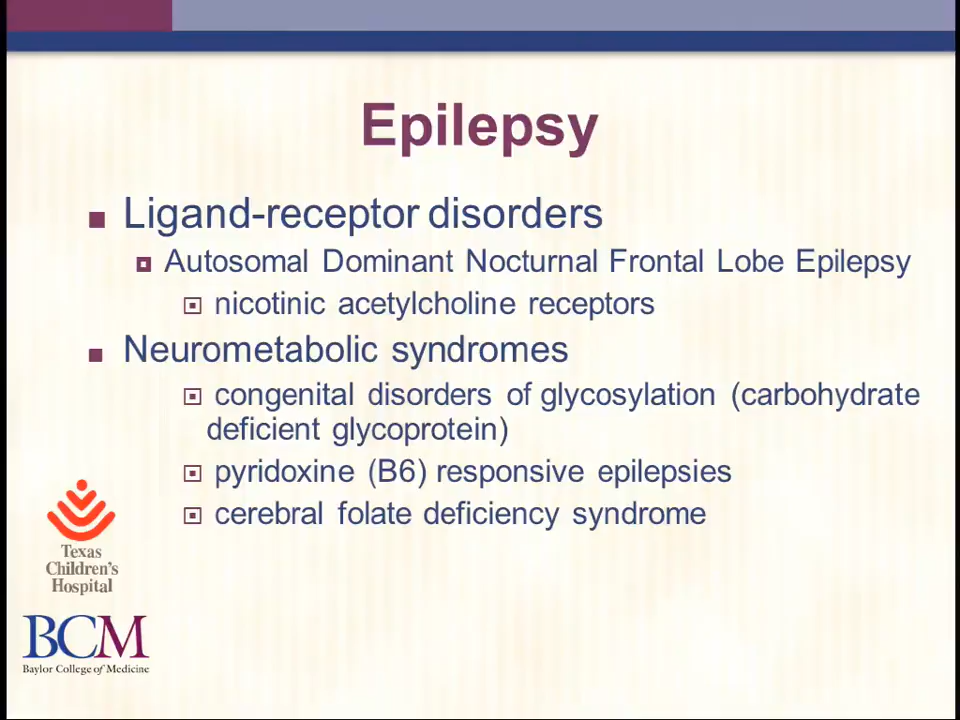 Epilepsy
Ligand-receptor disorders
Autosomal Dominant Nocturnal Frontal Lobe Epilepsy
nicotinic acetylcholine receptors
Neurometabolic syndromes
congenital disorders of glycosylation (carbohydrate
deficient glycoprotein)
pyridoxine (B6) responsive epilepsies
cerebral folate deficiency syndrome
Texas
Children's
Hospital
BCM
Baylor College of Medicine